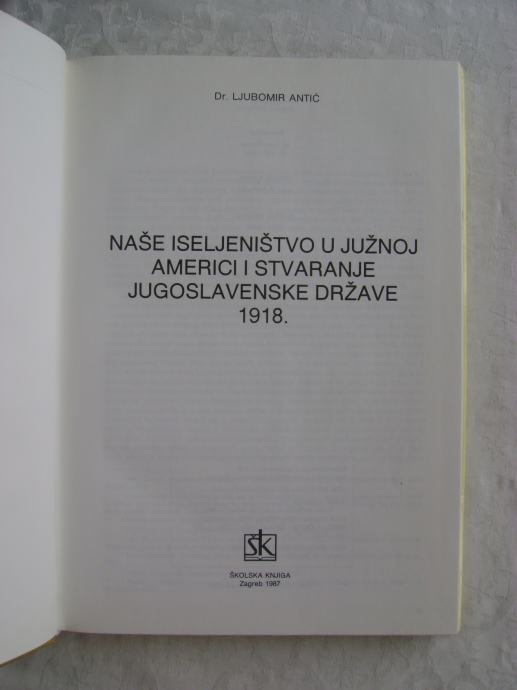 Dr. LJUBOMIR ANTIĆ
NAŠE ISELJENIŠTVO U JUŽNOJ
AMERICI I STVARANJE
JUGOSLAVENSKE DRŽAVE
1918.
šk
ŠKOLSKA KNJIGA
Zagreb 1987